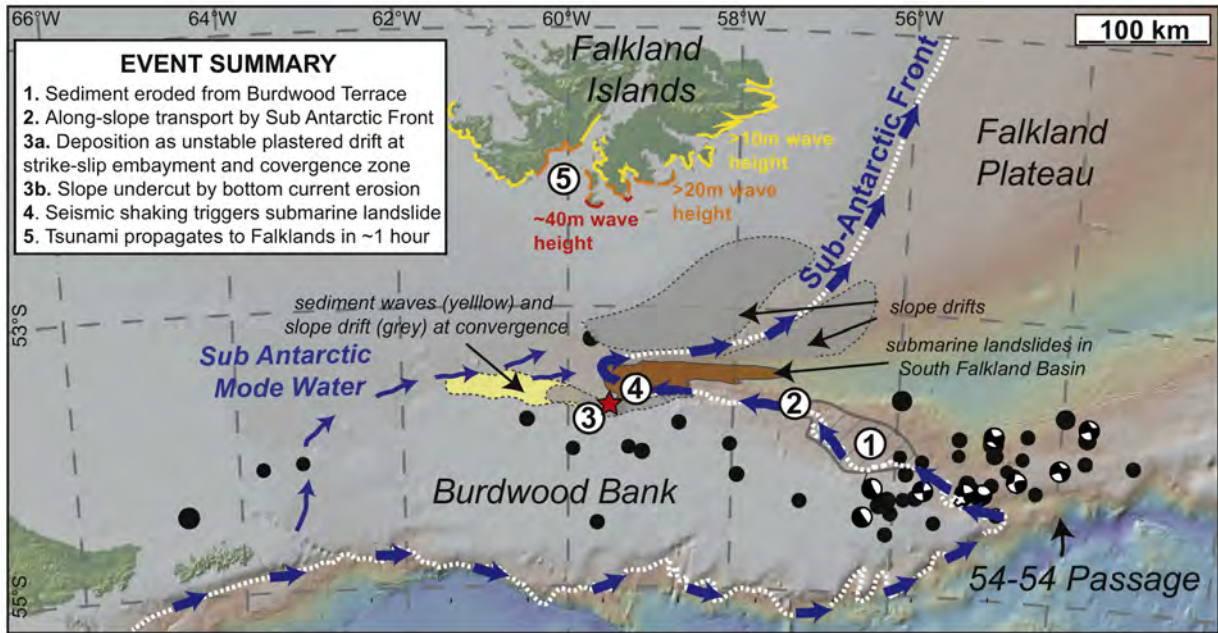 66°W
62°W
60°W
58°W
56°W
100 km
EVENT SUMMARY
1. Sediment eroded from Burdwood Terrace
2. Along-slope transport by Sub Antarctic Front
3a. Deposition as unstable plastered drift at
strike-slip embayment and covergence zone
3b. Slope undercut by bottom current erosion
4. Seismic shaking triggers submarine landslide
5. Tsunami propagates to Falklands in ~1 hour
Falkland
Islands
>10m wave
height
>20m wave
height
~40m wave
height
5
Sub-Antarctic Front
Falkland
Plateau
53°S
sediment waves (yelllow) and
slope drift (grey) at convergence
slope drifts
submarine landslides in
South Falkland Basin
Sub Antarctic
Mode Water
4
3
2
1
Burdwood Bank
54-54 Passage
55°S